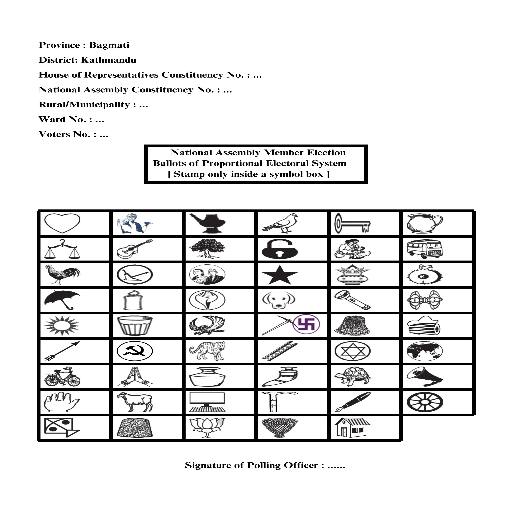 Province : Bagmati
District: Kathmandu
House of Representatives Constituency No. : ...
National Assembly Constituency No. : ...
Rural/Municipality : ...
Ward No. : ...
Voters No. : ...
National Assembly Member Election
Ballots of Proportional Electoral System
[ Stamp only inside a symbol box ]
Signature of Polling Officer : ......